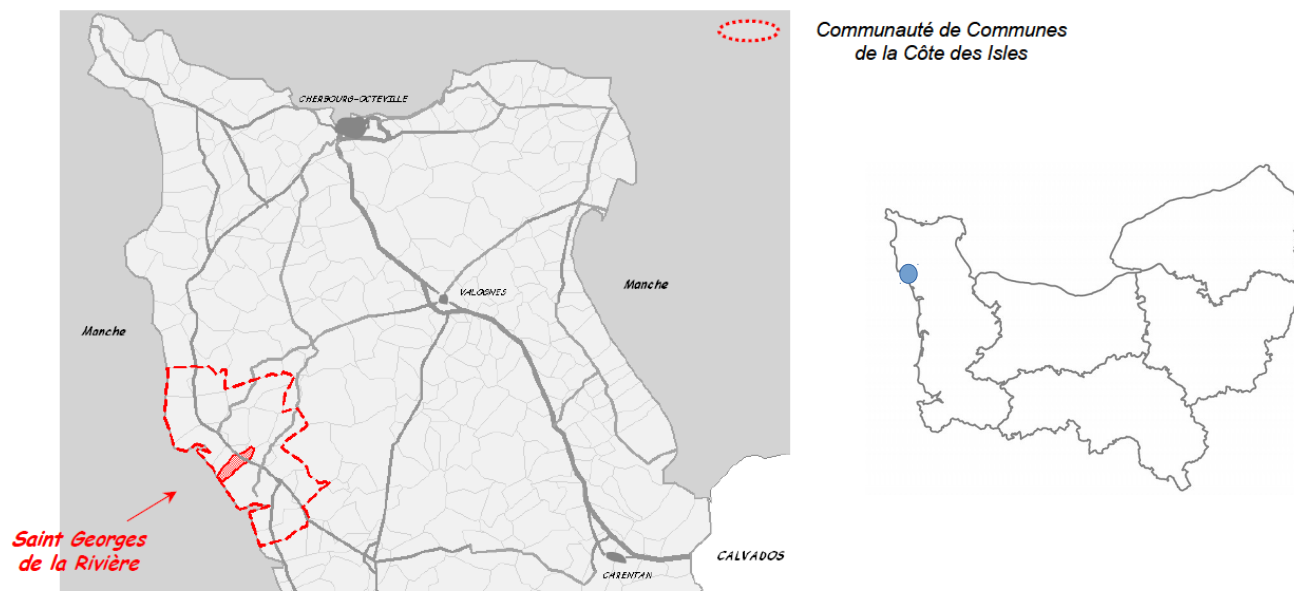 Communauté de Communes
de la Côte des Isles
CHERBOURG-OCTEVILLE
VALOGNES
Manche
Manche
Saint Georges
de la Rivière
CALVADOS
CARENTAN